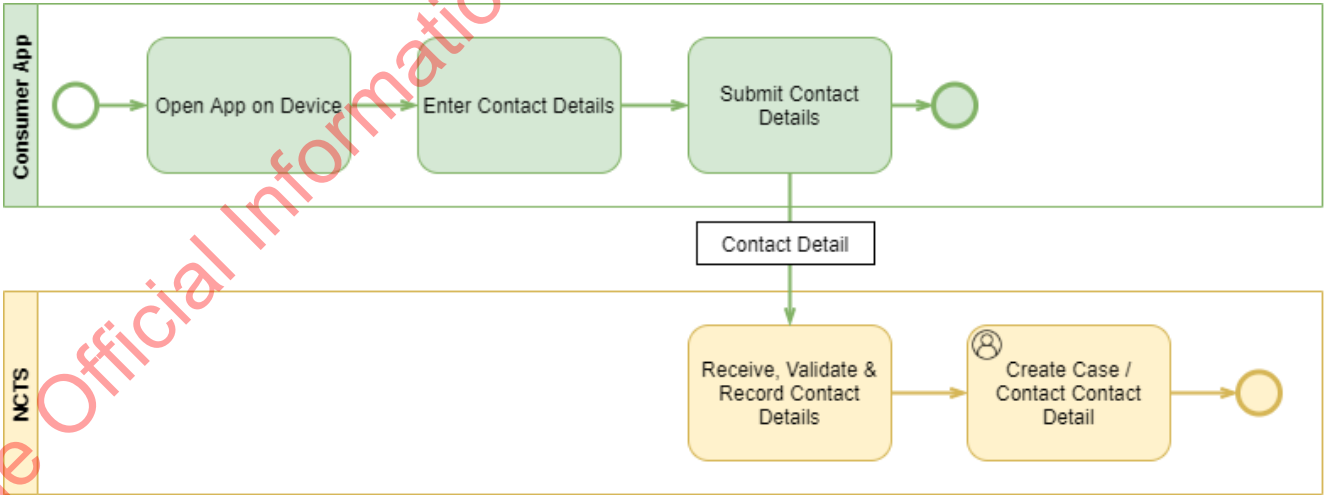 Consumer App
Open App on Device
Enter Contact Details
Submit Contact
Details
Contact Detail
NCTS
Receive, Validate &
Record Contact
Details
Create Case /
Contact Contact
Detail
Official Informatio